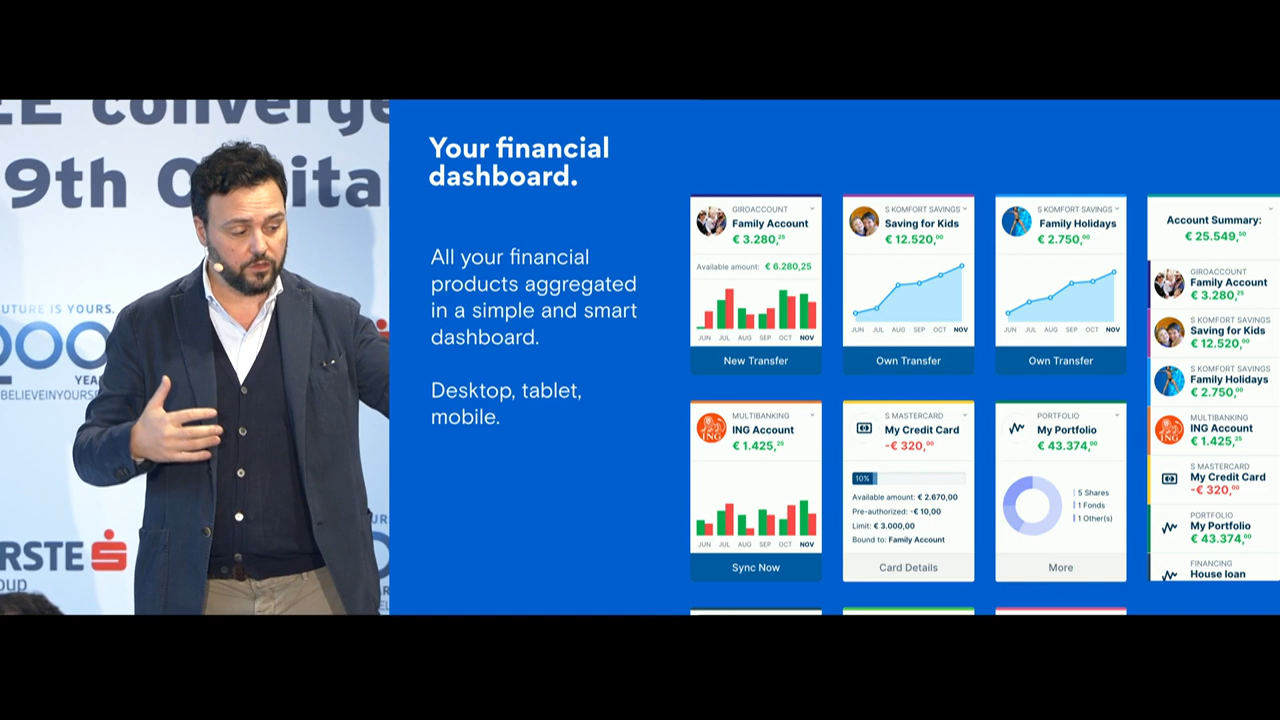 EE converge
9th Capital
FUTURE IS YOURS.
200
YEA
BELIEVEINYOURSE
ERSTE
Group
Your financial
dashboard.
All your financial
products aggregated
in a simple and smart
dashboard.
Desktop, tablet,
mobile.
GIROACCOUNT
Family Account
€ 3.280,25
Available amount: € 6.280,25
JUN JUL AUG SEP OCT NOV
New Transfer
S KOMFORT SAVINGS
Saving for Kids
€ 12.520,00
JUN JUL AUG SEP OCT NOV
Own Transfer
S KOMFORT SAVINGS
Family Holidays
€ 2.750,00
JUN JUL AUG SEP OCT NOV
Own Transfer
MULTIBANKING
ING Account
€ 1.425,25
ING
JUN JUL AUG SEP OCT NOV
Sync Now
S MASTERCARD
My Credit Card
-€ 320,00
10%
Available amount: € 2.670,00
Pre-authorized: -€ 10,00
Limit: € 3.000,00
Bound to: Family Account
Card Details
PORTFOLIO
My Portfolio
€ 43.374,00
5 Shares
1 Fonds
1 Other(s)
More
Account Summary:
€ 25.549,50
GIROACCOUNT
Family Account
€ 3.280,25
S KOMFORT SAVINGS
Saving for Kids
€ 12.520,00
S KOMFORT SAVINGS
Family Holidays
€ 2.750,00
MULTIBANKING
ING Account
€ 1.425,25
ING
S MASTERCARD
My Credit Card
-€ 320,00
PORTFOLIO
My Portfolio
€ 43.374,00
FINANCING
House loan